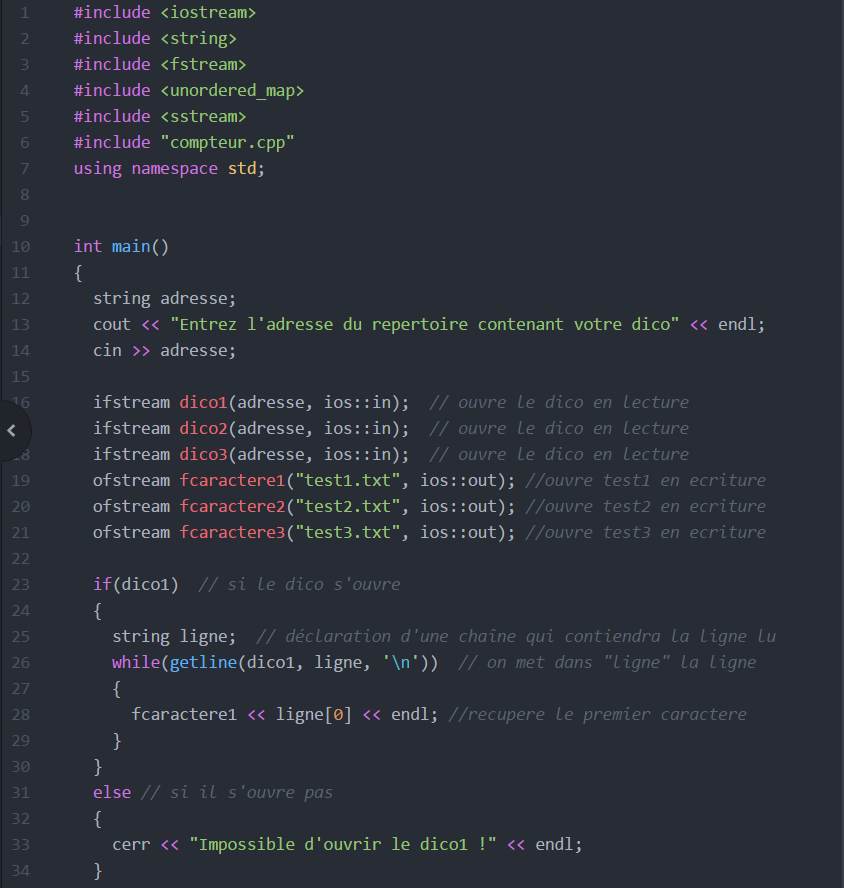 1 #include <iostream>
2 #include <string>
3 #include <fstream>
4 #include <unordered_map>
5 #include <sstream>
6 #include "compteur.cpp"
7 using namespace std;
8
9
10 int main()
11 {
12 string adresse;
13 cout << "Entrez l'adresse du repertoire contenant votre dico" << endl;
14 cin >> adresse;
15
16 ifstream dico1(adresse, ios::in); // ouvre le dico en lecture
ifstream dico2(adresse, ios::in); // ouvre le dico en lecture
18 ifstream dico3(adresse, ios::in); // ouvre le dico en lecture
19 ofstream fcaractere1("test1.txt", ios::out); //ouvre test1 en ecriture
20 ofstream fcaractere2("test2.txt", ios::out); //ouvre test2 en ecriture
21 ofstream fcaractere3("test3.txt", ios::out); //ouvre test3 en ecriture
22
23 if(dico1) // si le dico s'ouvre
24 {
25 string ligne; // déclaration d'une chaîne qui contiendra la ligne lu
26 while(getline(dico1, ligne, '\n')) // on met dans "ligne" la ligne
27 {
28 fcaractere1 << ligne[0] << endl; //recupere le premier caractere
29 }
30 }
31 else // si il s'ouvre pas
32 {
33 cerr << "Impossible d'ouvrir le dico1 !" << endl;
34 }